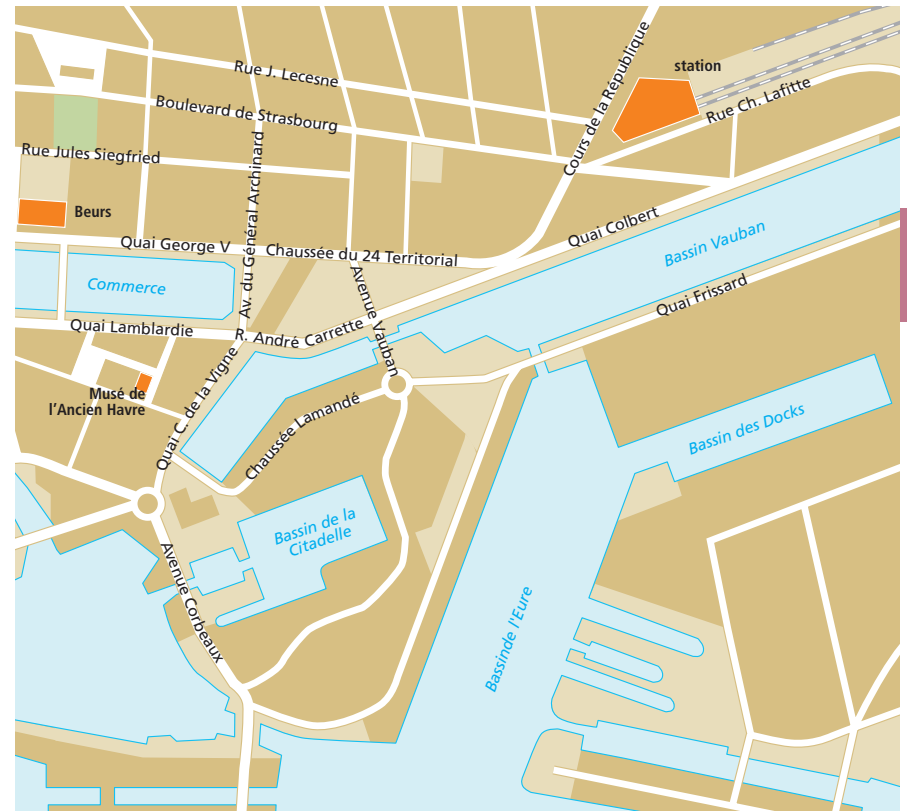 Rue J. Lecesne
station
Cours de la République
Rue Ch. Lafitte
Boulevard de Strasbourg
Rue Jules Siegfried
Av. du Général Archinard
Beurs
Quai George V
Chaussée du 24 Territorial
Quai Colbert
Bassin Vauban
Commerce
Avenue Vauban
Quai Frissard
Quai Lamblardie
R. André Carrette
Musé de
l'Ancien Havre
Quai C. de la Vigne
Chaussée Lamandé
Bassin des Docks
Bassin de la
Citadelle
Avenue Corbeaux
Bassinde l'Eure